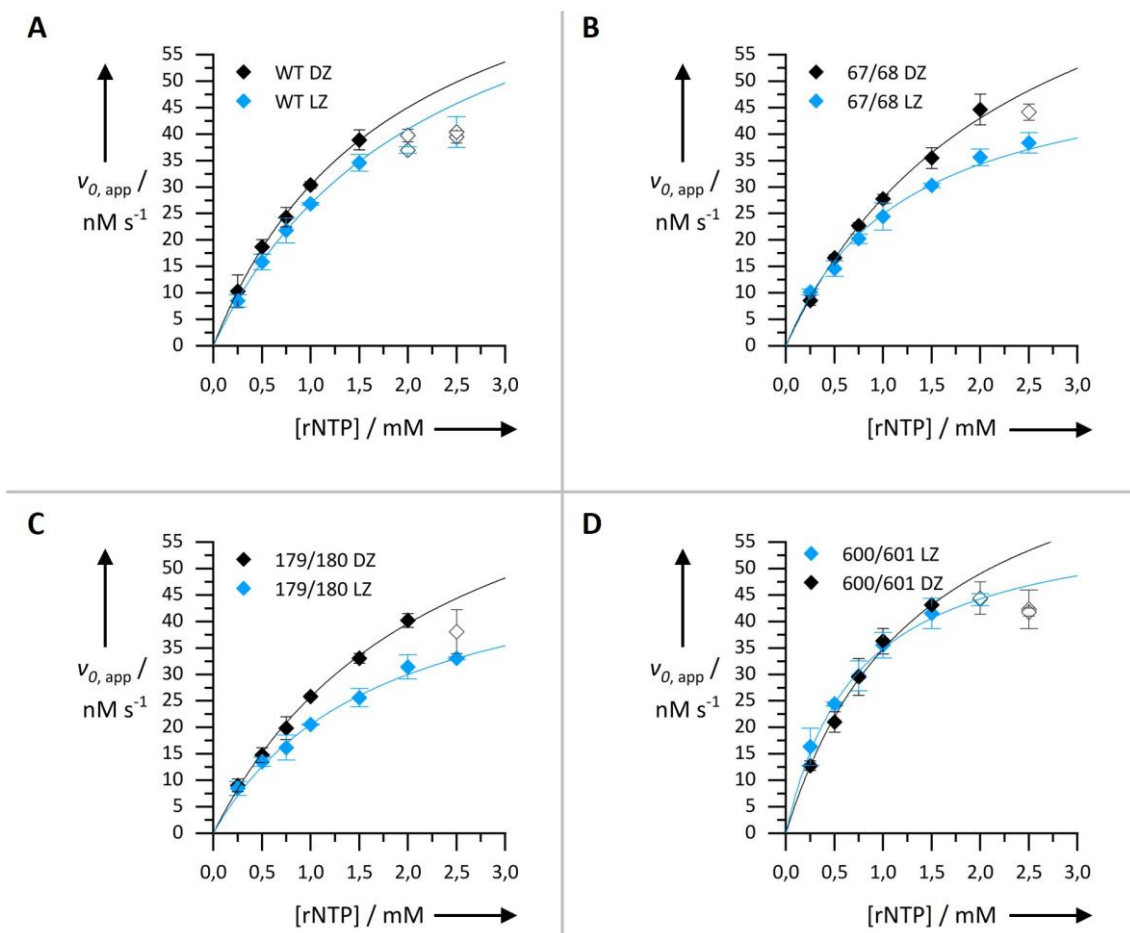 A
55
50
45
40
35
30
25
20
15
10
5
0
WT DZ
WT LZ
v0, app /
nM s-1
0,0 0,5 1,0 1,5 2,0 2,5 3,0
[rNTP] / mM
B
55
50
45
40
35
30
25
20
15
10
5
0
67/68 DZ
67/68 LZ
v0, app /
nM s-1
0,0 0,5 1,0 1,5 2,0 2,5 3,0
[rNTP] / mM
C
55
50
45
40
35
30
25
20
15
10
5
0
179/180 DZ
179/180 LZ
v0, app /
nM s-1
0,0 0,5 1,0 1,5 2,0 2,5 3,0
[rNTP] / mM
D
55
50
45
40
35
30
25
20
15
10
5
0
600/601 LZ
600/601 DZ
v0, app /
nM s-1
0,0 0,5 1,0 1,5 2,0 2,5 3,0
[rNTP] / mM